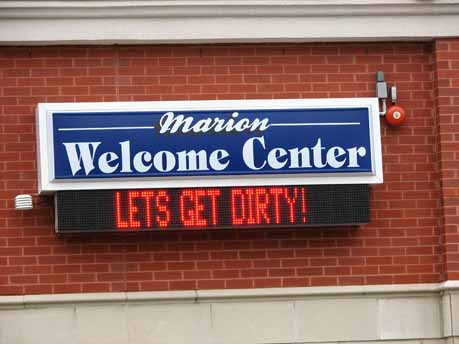 Marion
Welcome Center
LETS GET DIRTY!